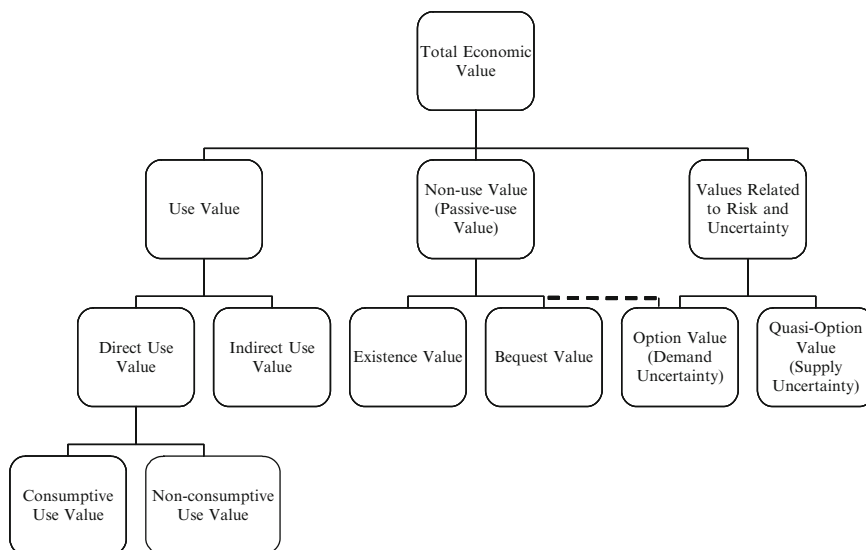 Total Economic
Value
Use Value
Non-use Value
(Passive-use
Value)
Values Related
to Risk and
Uncertainty
Direct Use
Value
Indirect Use
Value
Existence Value
Bequest Value
Option Value
(Demand
Uncertainty)
Quasi-Option
Value
(Supply
Uncertainty)
Consumptive
Use Value
Non-consumptive
Use Value